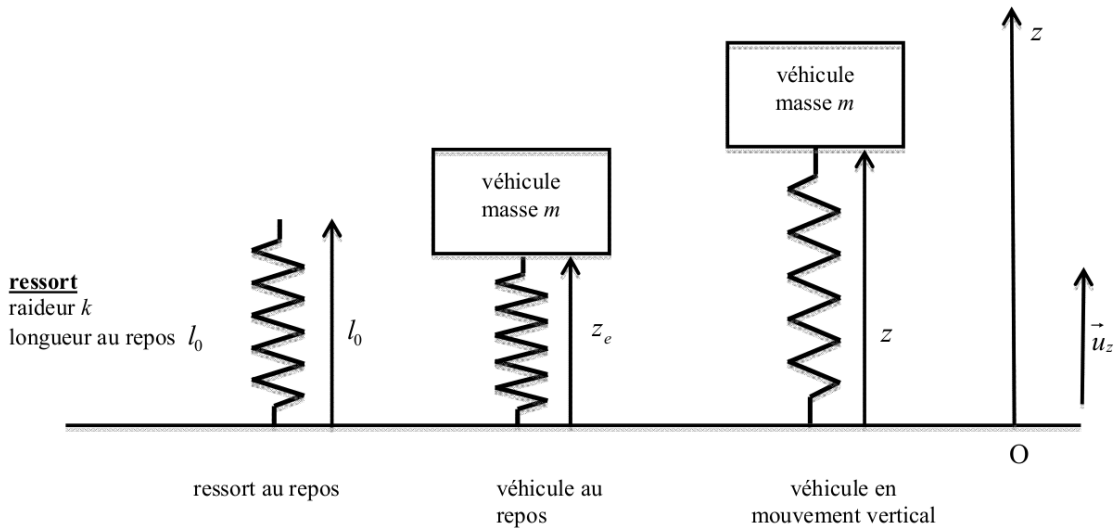 z
véhicule
masse m
véhicule
masse m
ressort
raideur k
longueur au repos l₀
l₀
zₑ
z
u⃗z
O
ressort au repos
véhicule au
repos
véhicule en
mouvement vertical